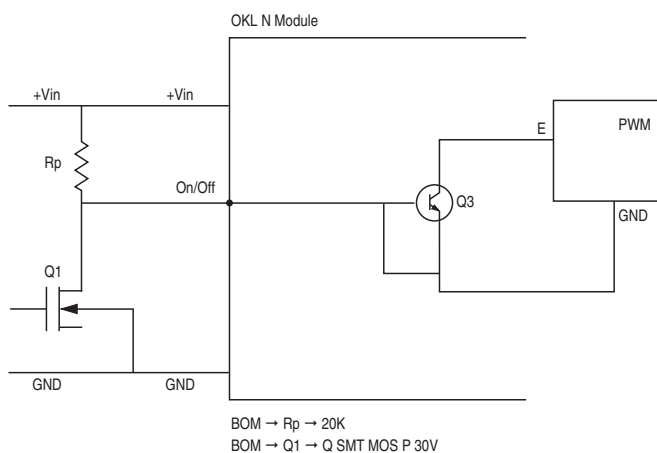 OKL N Module
+Vin
+Vin
E
PWM
Rp
On/Off
Q3
GND
Q1
GND
GND
BOM → Rp → 20K
BOM → Q1 → Q SMT MOS P 30V